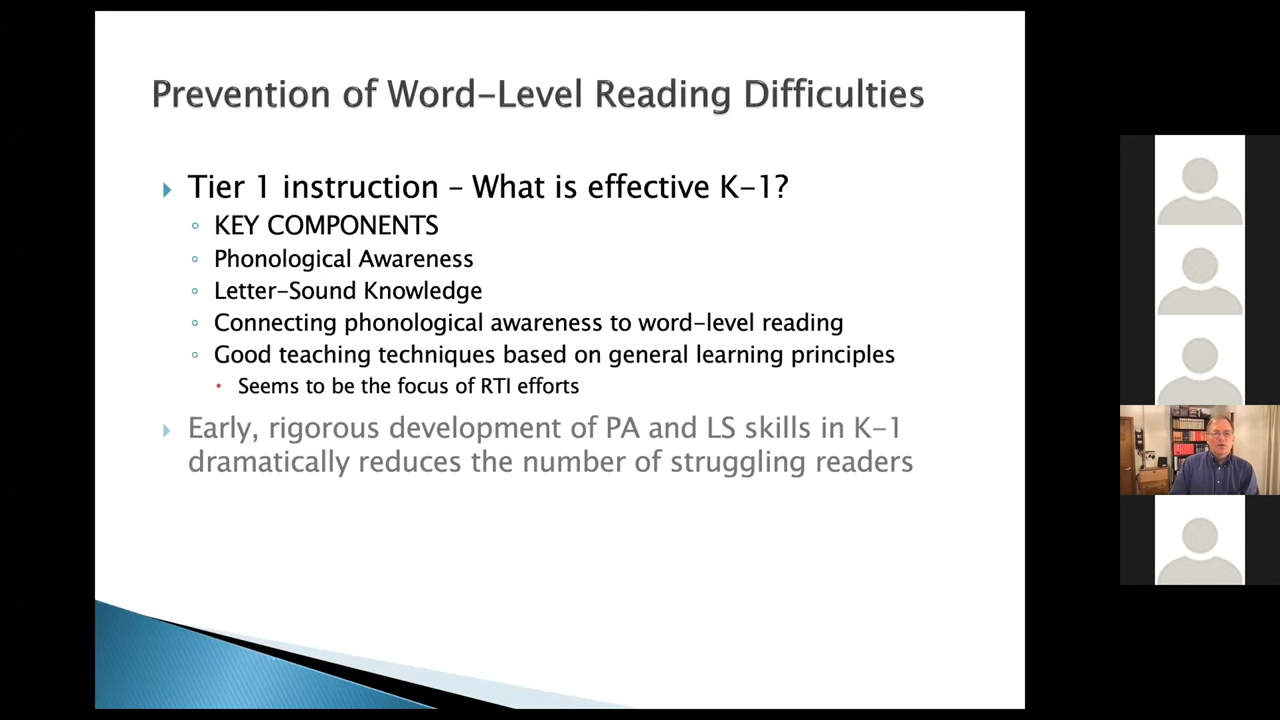 Prevention of Word-Level Reading Difficulties
Tier 1 instruction – What is effective K-1?
KEY COMPONENTS
Phonological Awareness
Letter-Sound Knowledge
Connecting phonological awareness to word-level reading
Good teaching techniques based on general learning principles
Seems to be the focus of RTI efforts
Early, rigorous development of PA and LS skills in K-1
dramatically reduces the number of struggling readers